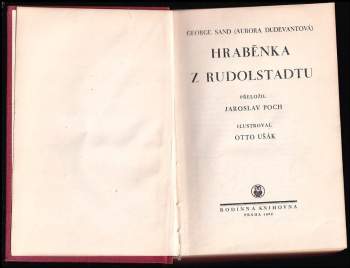 GEORGE SAND (AURORA DUDEVANTOVÁ)
HRABĚNKA
Z RUDOLSTADTU
PŘELOŽIL
JAROSLAV POCH
ILUSTROVAL
OTTO UŠÁK
RODINNÁ KNIHOVNA
PRAHA